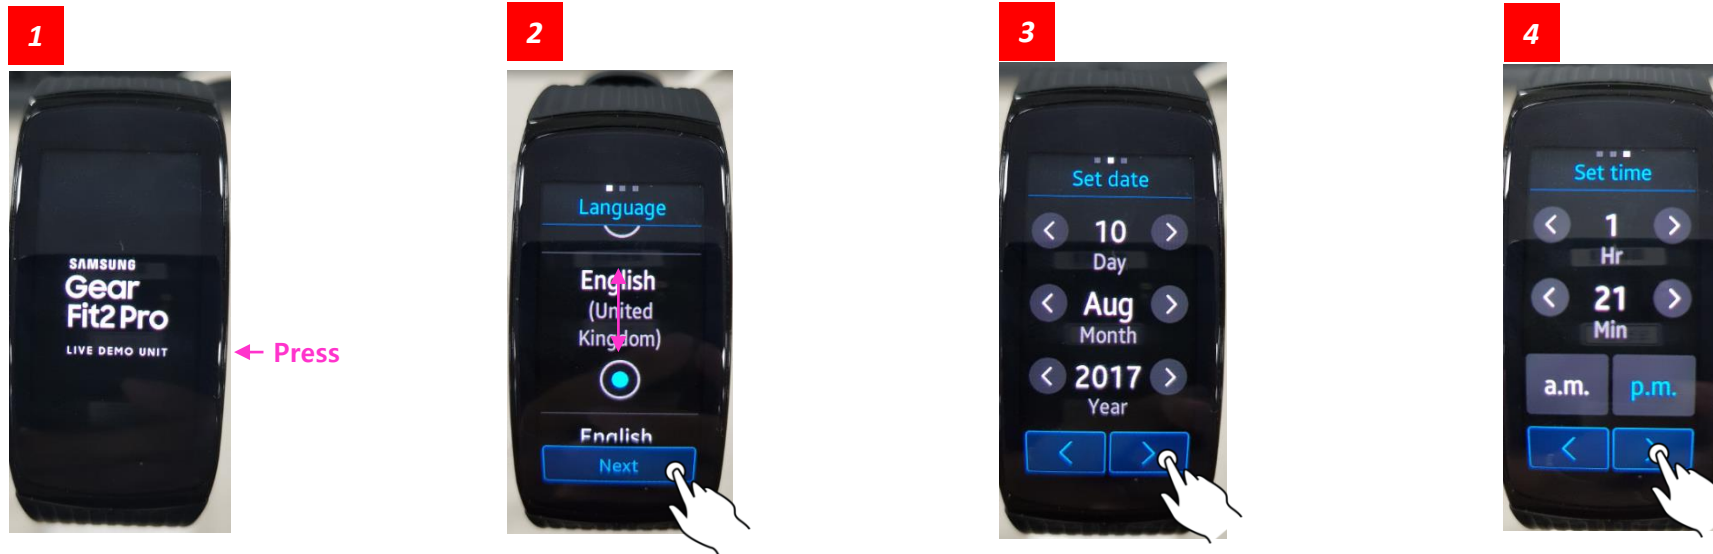 1
2
3
4
SAMSUNG
Gear
Fit2 Pro
LIVE DEMO UNIT
Press
Language
English
(United
Kingdom)
English
Next
Set date
10
Day
Aug
Month
2017
Year
Set time
1
Hr
21
Min
a.m. p.m.